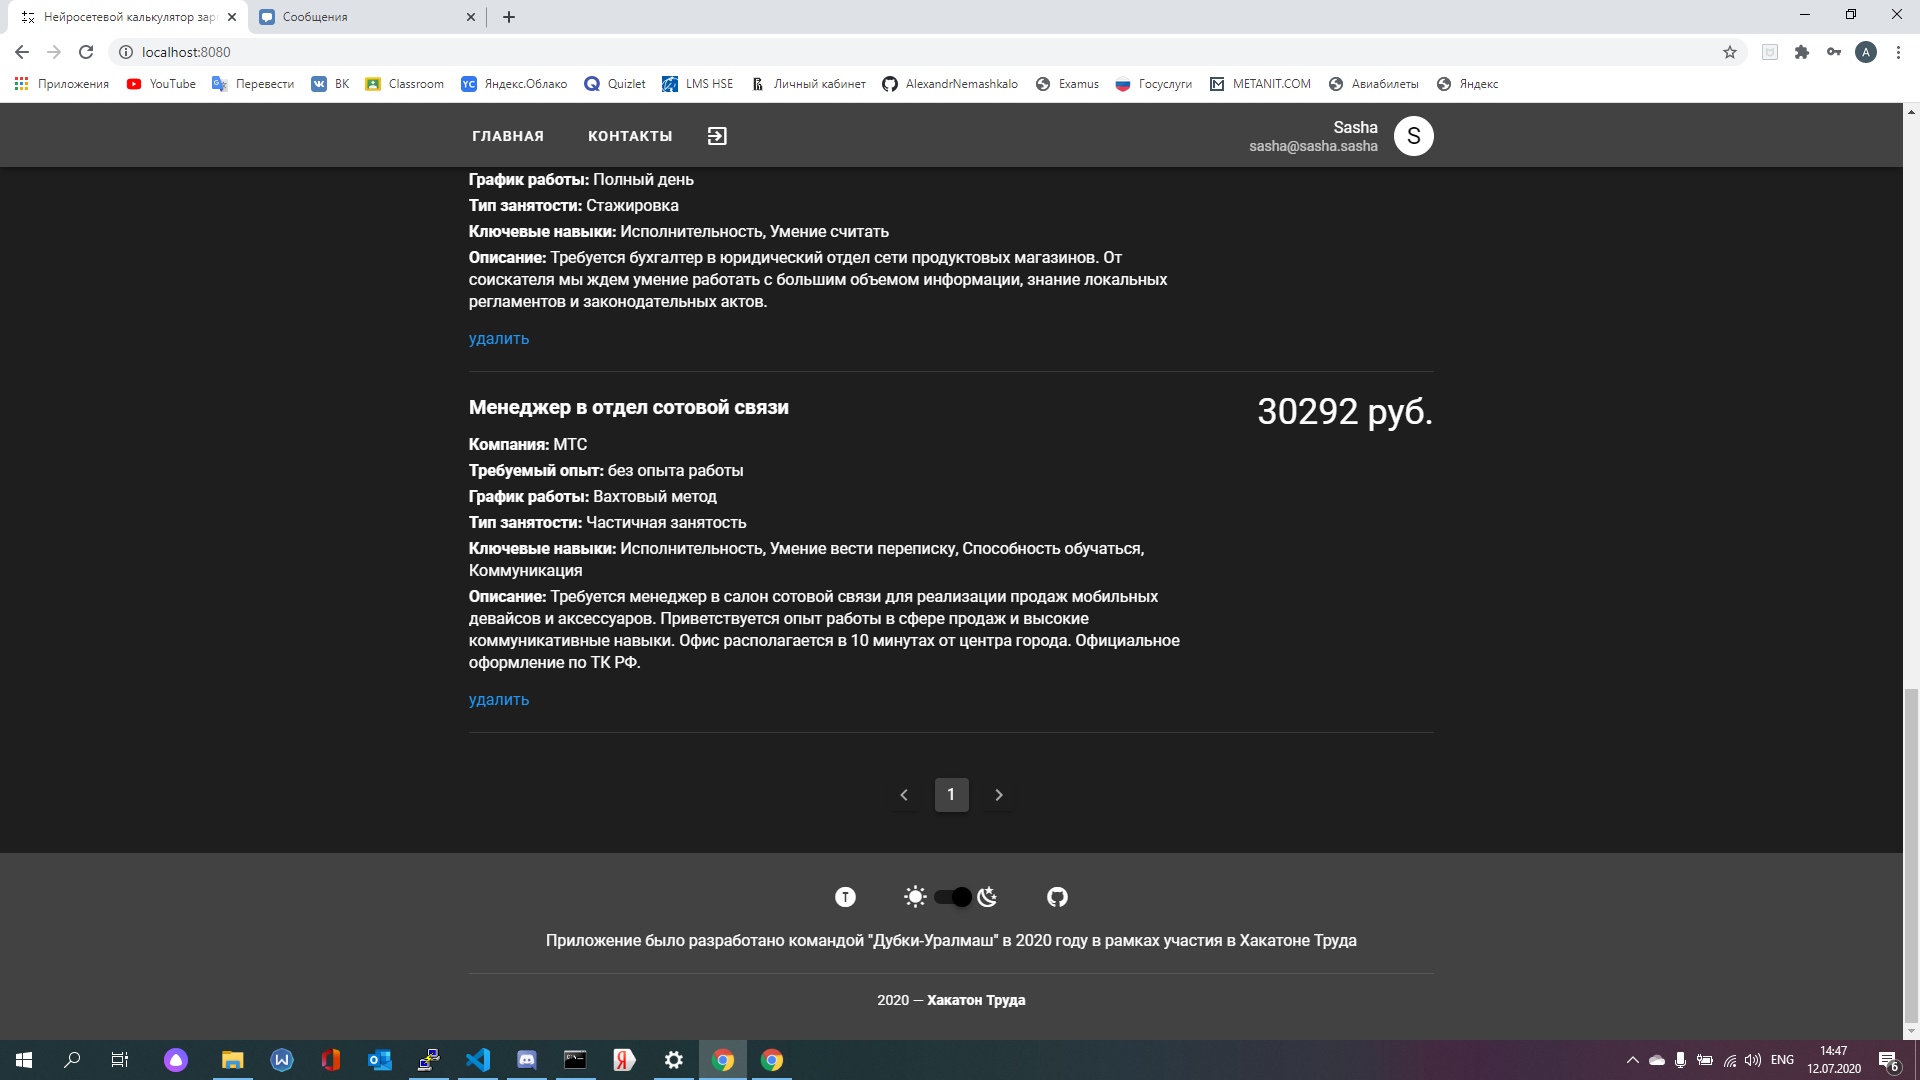 Нейросетевой калькулятор зар
Сообщения
localhost:8080
A
Приложения
YouTube
Перевести
ВК
Classroom
Яндекс.Облако
Quizlet
LMS HSE
Личный кабинет
AlexandrNemashkalo
Examus
Госуслуги
METANIT.COM
Авиабилеты
Яндекс
ГЛАВНАЯ
КОНТАКТЫ
Sasha
sasha@sasha.sasha
S
График работы: Полный день
Тип занятости: Стажировка
Ключевые навыки: Исполнительность, Умение считать
Описание: Требуется бухгалтер в юридический отдел сети продуктовых магазинов. От
соискателя мы ждем умение работать с большим объемом информации, знание локальных
регламентов и законодательных актов.
удалить
Менеджер в отдел сотовой связи
30292 руб.
Компания: МТС
Требуемый опыт: без опыта работы
График работы: Вахтовый метод
Тип занятости: Частичная занятость
Ключевые навыки: Исполнительность, Умение вести переписку, Способность обучаться,
Коммуникация
Описание: Требуется менеджер в салон сотовой связи для реализации продаж мобильных
девайсов и аксессуаров. Приветствуется опыт работы в сфере продаж и высокие
коммуникативные навыки. Офис располагается в 10 минутах от центра города. Официальное
оформление по ТК РФ.
удалить
1
T
Приложение было разработано командой "Дубки-Уралмаш" в 2020 году в рамках участия в Хакатоне Труда
2020 — Хакатон Труда
ENG
14:47
12.07.2020
6